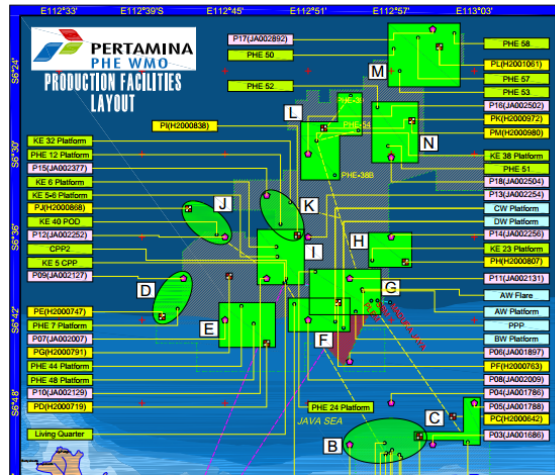 E112°33' E112°39' E112°45' E112°51' E112°57' E113°03'
PERTAMINA
PHE WMO
PRODUCTION FACILITIES
LAYOUT
S6°24'
S6°30'
S6°36'
S6°42'
S6°48'
P17(JA002892)
PHE 50
PHE 52
PI(H2000838)
KE 32 Platform
PHE 12 Platform
P15(JA002377)
KE 6 Platform
KE 5-6 Platform
PJ(H2000868)
KE 40 POD
P12(JA002252)
CPP2
KE 5 CPP
P09(JA002127)
PE(H2000747)
PHE 7 Platform
P07(JA002007)
PG(H2000791)
PHE 44 Platform
PHE 48 Platform
P10(JA002129)
PD(H2000719)
Living Quarter
PHE 58
PL(H2001061)
PHE 57
PHE 53
P16(JA002502)
PK(H2000972)
PM(H2000980)
KE 38 Platform
PHE 51
P18(JA002504)
P13(JA002254)
CW Platform
DW Platform
P14(JA002256)
KE 23 Platform
PH(H2000807)
P11(JA002131)
AW Flare
AW Platform
PPP
BW Platform
P06(JA001897)
PF(H2000763)
P08(JA002009)
P04(JA001786)
P05(JA001788)
PC(H2000642)
P03(JA001686)
M
L
PHE-54
N
PHE-38B
K
J
H
I
G
D
E
F
PHE 24 Platform
JAVA SEA
C
B